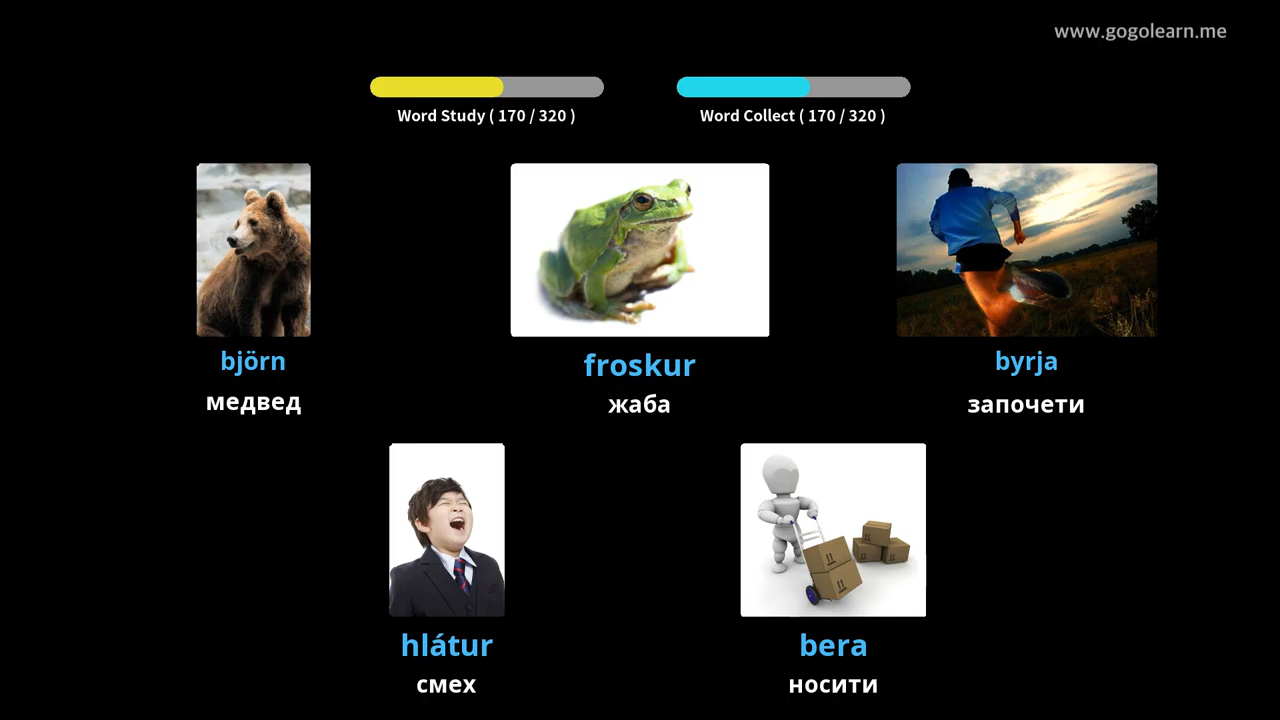 www.gogolearn.me
Word Study ( 170 / 320 )
Word Collect ( 170 / 320 )
björn
froskur
byrja
медвед
жаба
започети
hlátur
bera
смех
носити